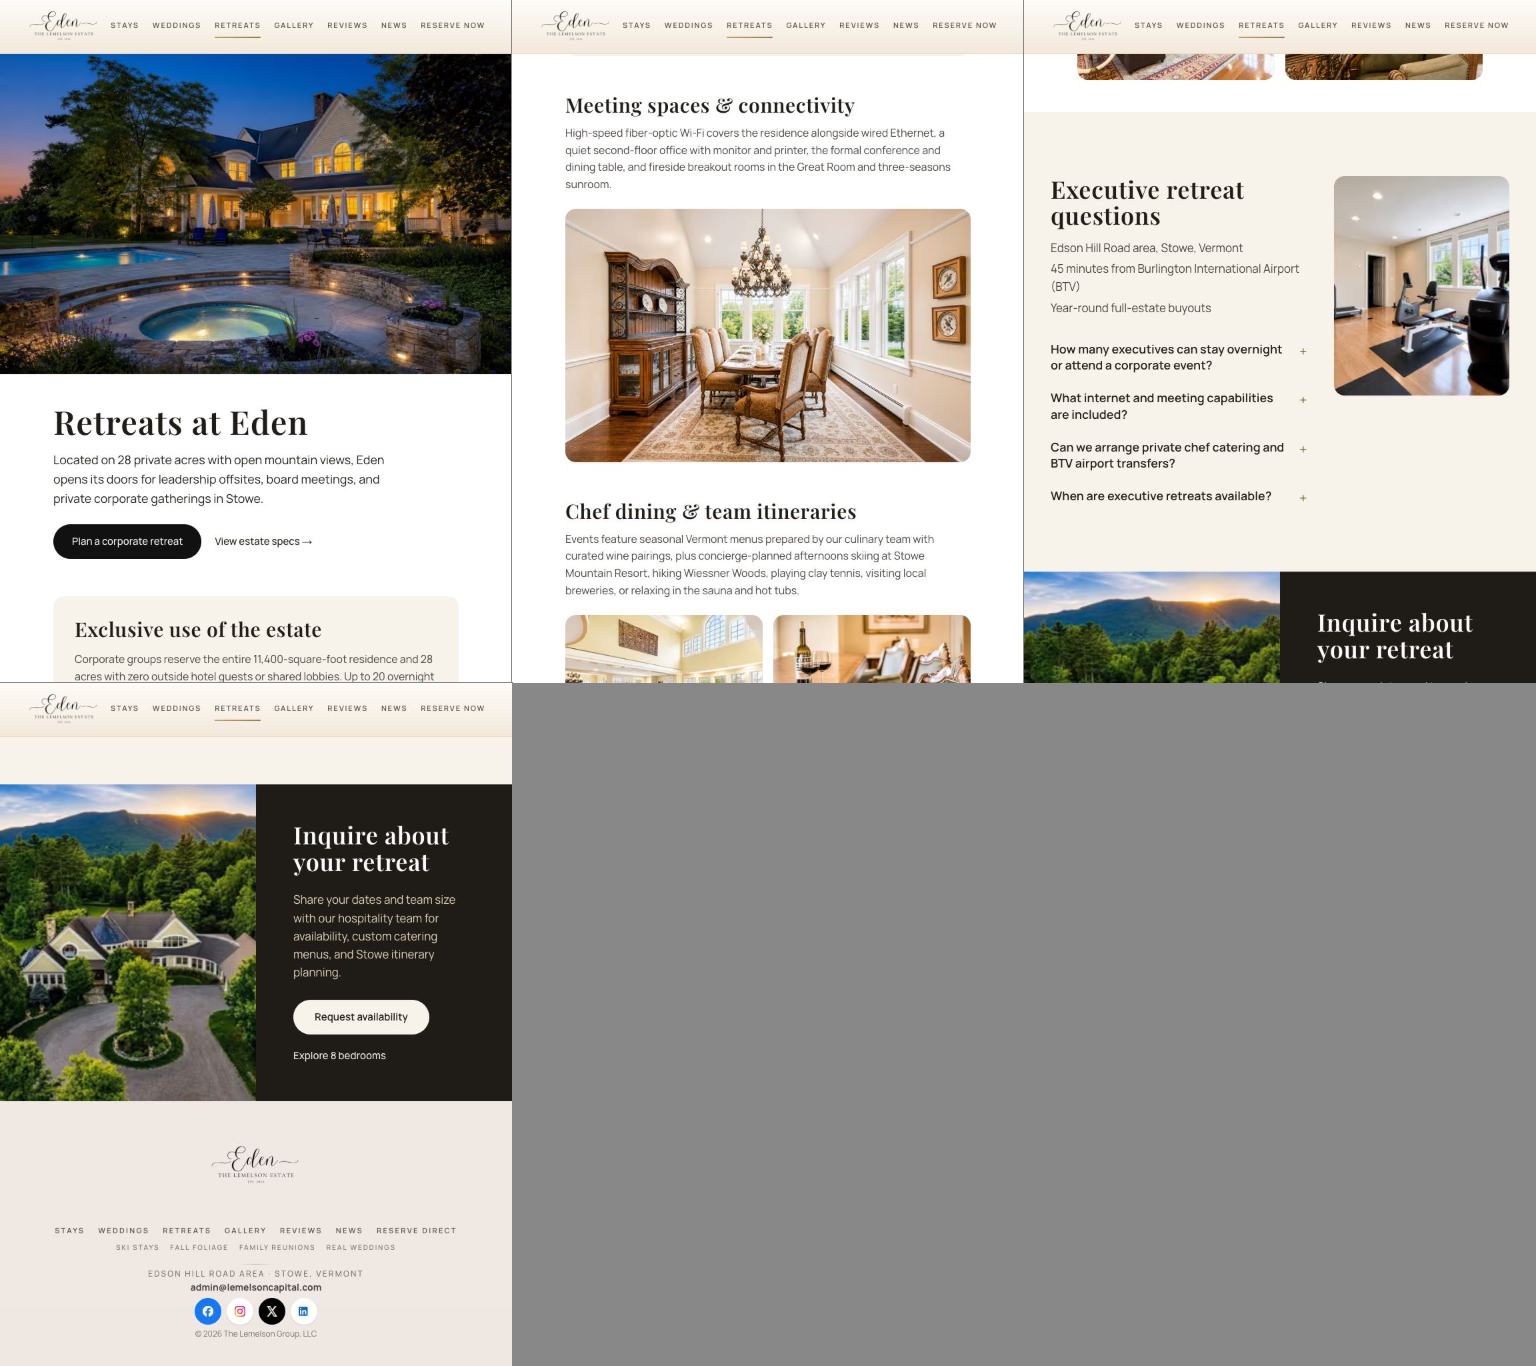 Eden
THE LEMELSON ESTATE
STAYS WEDDINGS RETREATS GALLERY REVIEWS NEWS RESERVE NOW
Retreats at Eden
Located on 28 private acres with open mountain views, Eden
opens its doors for leadership offsites, board meetings, and
private corporate gatherings in Stowe.
Plan a corporate retreat View estate specs →
Exclusive use of the estate
Corporate groups reserve the entire 11,400-square-foot residence and 28
acres with zero outside hotel guests or shared lobbies. Up to 20 overnight
Eden
THE LEMELSON ESTATE
STAYS WEDDINGS RETREATS GALLERY REVIEWS NEWS RESERVE NOW
Meeting spaces & connectivity
High-speed fiber-optic Wi-Fi covers the residence alongside wired Ethernet, a
quiet second-floor office with monitor and printer, the formal conference and
dining table, and fireside breakout rooms in the Great Room and three-seasons
sunroom.
Chef dining & team itineraries
Events feature seasonal Vermont menus prepared by our culinary team with
curated wine pairings, plus concierge-planned afternoons skiing at Stowe
Mountain Resort, hiking Wiessner Woods, playing clay tennis, visiting local
breweries, or relaxing in the sauna and hot tubs.
Eden
THE LEMELSON ESTATE
STAYS WEDDINGS RETREATS GALLERY REVIEWS NEWS RESERVE NOW
Executive retreat
questions
Edson Hill Road area, Stowe, Vermont
45 minutes from Burlington International Airport
(BTV)
Year-round full-estate buyouts
How many executives can stay overnight
or attend a corporate event? +
What internet and meeting capabilities
are included? +
Can we arrange private chef catering and
BTV airport transfers? +
When are executive retreats available? +
Inquire about
your retreat
Eden
THE LEMELSON ESTATE
STAYS WEDDINGS RETREATS GALLERY REVIEWS NEWS RESERVE NOW
Inquire about
your retreat
Share your dates and team size
with our hospitality team for
availability, custom catering
menus, and Stowe itinerary
planning.
Request availability
Explore 8 bedrooms
Eden
THE LEMELSON ESTATE
STAYS WEDDINGS RETREATS GALLERY REVIEWS NEWS RESERVE DIRECT
SKI STAYS FALL FOLIAGE FAMILY REUNIONS REAL WEDDINGS
EDSON HILL ROAD AREA · STOWE, VERMONT
admin@lemelsoncapital.com
© 2026 The Lemelson Group, LLC